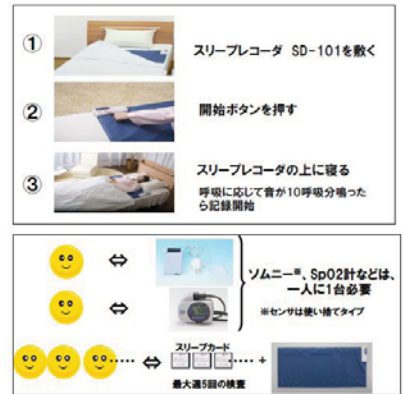 ① スリープレコーダ SD-101を敷く
② 開始ボタンを押す
③ スリープレコーダの上に寝る
呼吸に応じて音が10呼吸分鳴った
ら記録開始
ソムニー※、SpO2計などは、
一人に1台必要
※センサは使い捨てタイプ
スリープカード
最大週5回の検査